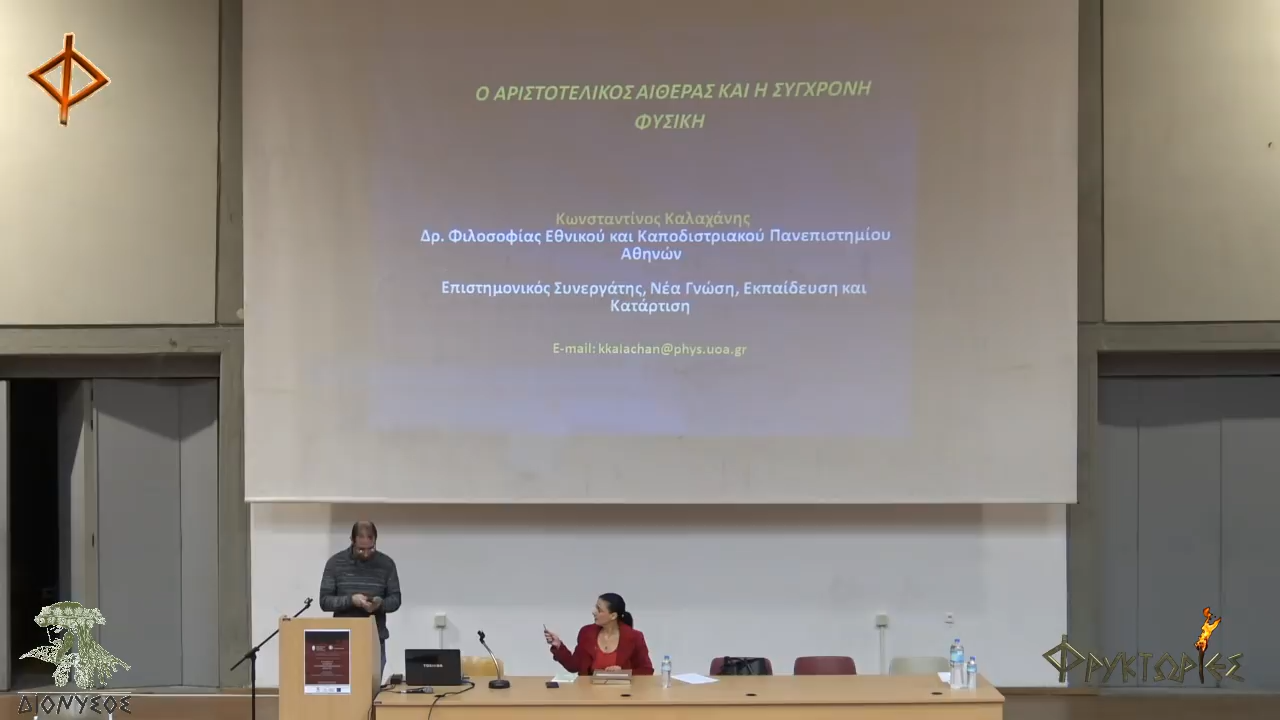 Ο ΑΡΙΣΤΟΤΕΛΙΚΟΣ ΑΙΘΕΡΑΣ ΚΑΙ Η ΣΥΓΧΡΟΝΗ
ΦΥΣΙΚΗ
Κωνσταντίνος Καλαχάνης
Δρ. Φιλοσοφίας Εθνικού και Καποδιστριακού Πανεπιστημίου
Αθηνών
Επιστημονικός Συνεργάτης, Νέα Γνώση, Εκπαίδευση και
Κατάρτιση
E-mail: kkalachan@phys.uoa.gr
TOSHIBA
ΔΙΟΝΥΣΟΣ
ΦΡΥΚΤΩΡΙΕΣ